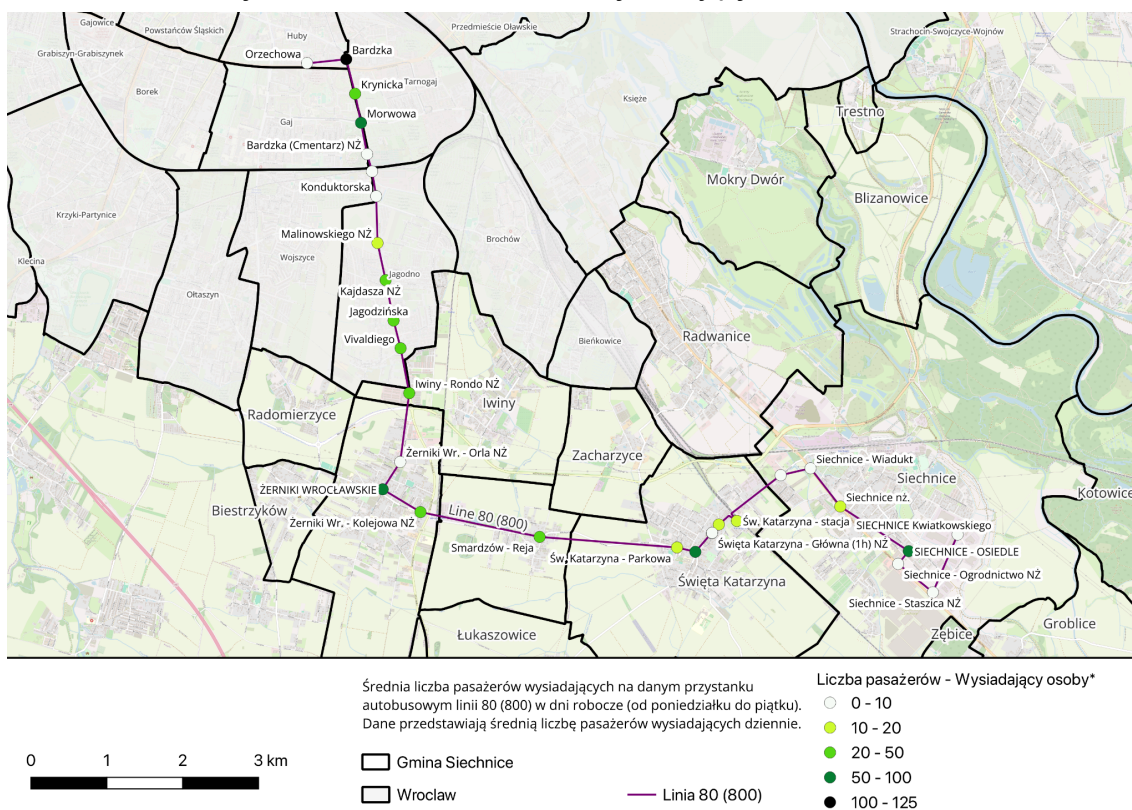 Gajowice
Powstańców Śląskich
Huby
Przedmieście Oławskie
Strachocin-Swojczyce-Wojnów
Grabiszyn-Grabiszynek
Orzechowa
Bardzka
Borek
Krynicka
Tarnogaj
Księże
Trestno
Gaj
Morwowa
Bardzka (Cmentarz) NŻ
Mokry Dwór
Konduktorska
Blizanowice
Krzyki-Partynice
Malinowskiego NŻ
Brochów
Klecina
Wojszyce
Jagodno
Ołtaszyn
Kajdasza NŻ
Jagodzińska
Radwanice
Vivaldiego
Bieńkowice
Iwiny - Rondo NŻ
Iwiny
Radomierzyce
Żerniki Wr. - Orla NŻ
Zacharzyce
Siechnice - Wiadukt
Siechnice
ŻERNIKI WROCŁAWSKIE
Kotowice
Siechnice nż.
Biestrzyków
Line 80 (800)
Żerniki Wr. - Kolejowa NŻ
Św. Katarzyna - stacja
SIECHNICE Kwiatkowskiego
Święta Katarzyna - Główna (1h) NŻ
Smardzów - Reja
SIECHNICE - OSIEDLE
Św. Katarzyna - Parkowa
Siechnice - Ogrodnictwo NŻ
Święta Katarzyna
Siechnice - Staszica NŻ
Groblice
Łukaszowice
Zębice
Średnia liczba pasażerów wysiadających na danym przystanku
autobusowym linii 80 (800) w dni robocze (od poniedziałku do piątku).
Dane przedstawiają średnią liczbę pasażerów wysiadających dziennie.
Liczba pasażerów - Wysiadający osoby*
0 - 10
10 - 20
20 - 50
50 - 100
100 - 125
0 1 2 3 km
Gmina Siechnice
Wroclaw
Linia 80 (800)